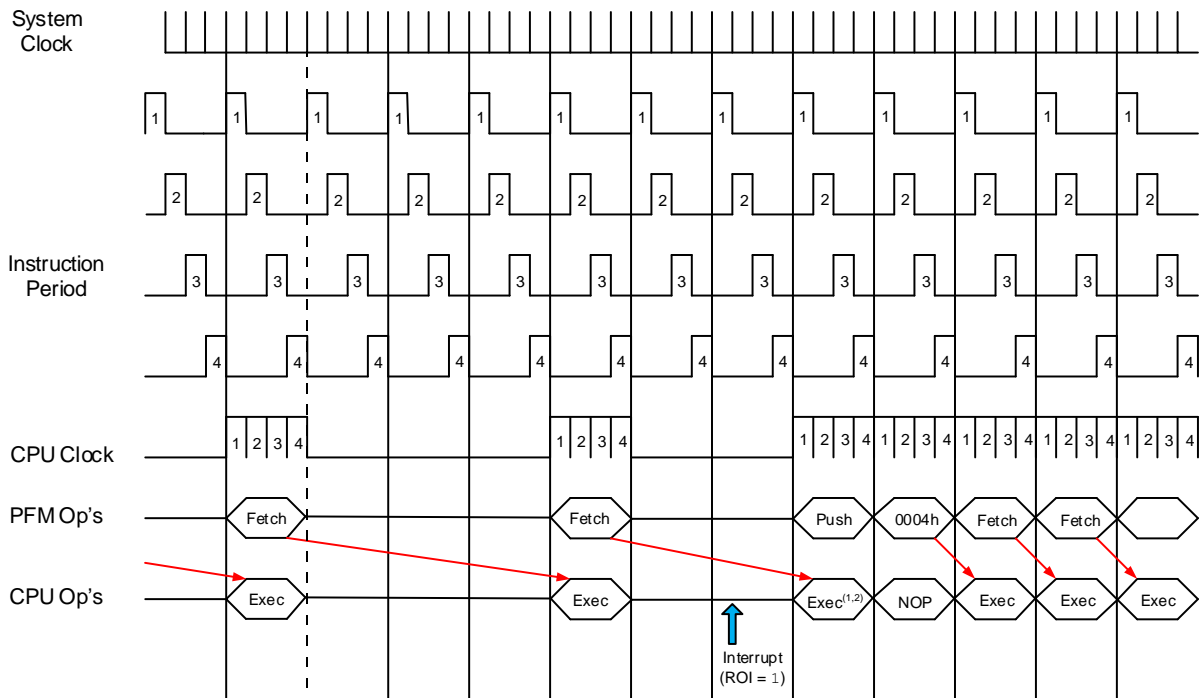 System
Clock
1 1 1 1 1 1 1 1 1 1 1 1 1
2 2 2 2 2 2 2 2 2 2 2 2 2
Instruction
Period
3 3 3 3 3 3 3 3 3 3 3 3 3
4 4 4 4 4 4 4 4 4 4 4 4 4
CPU Clock
1 2 3 4 1 2 3 4 1 2 3 4 1 2 3 4 1 2 3 4 1 2 3 4 1 2 3 4
PFM Op's Fetch Fetch Push 0004h Fetch Fetch
CPU Op's Exec Exec Exec(1,2) NOP Exec Exec Exec
Interrupt
(ROI = 1)